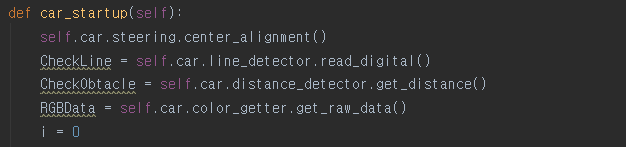 def car_startup(self):
self.car.steering.center_alignment()
CheckLine = self.car.line_detector.read_digital()
CheckObtacle = self.car.distance_detector.get_distance()
RGBData = self.car.color_getter.get_raw_data()
i = 0